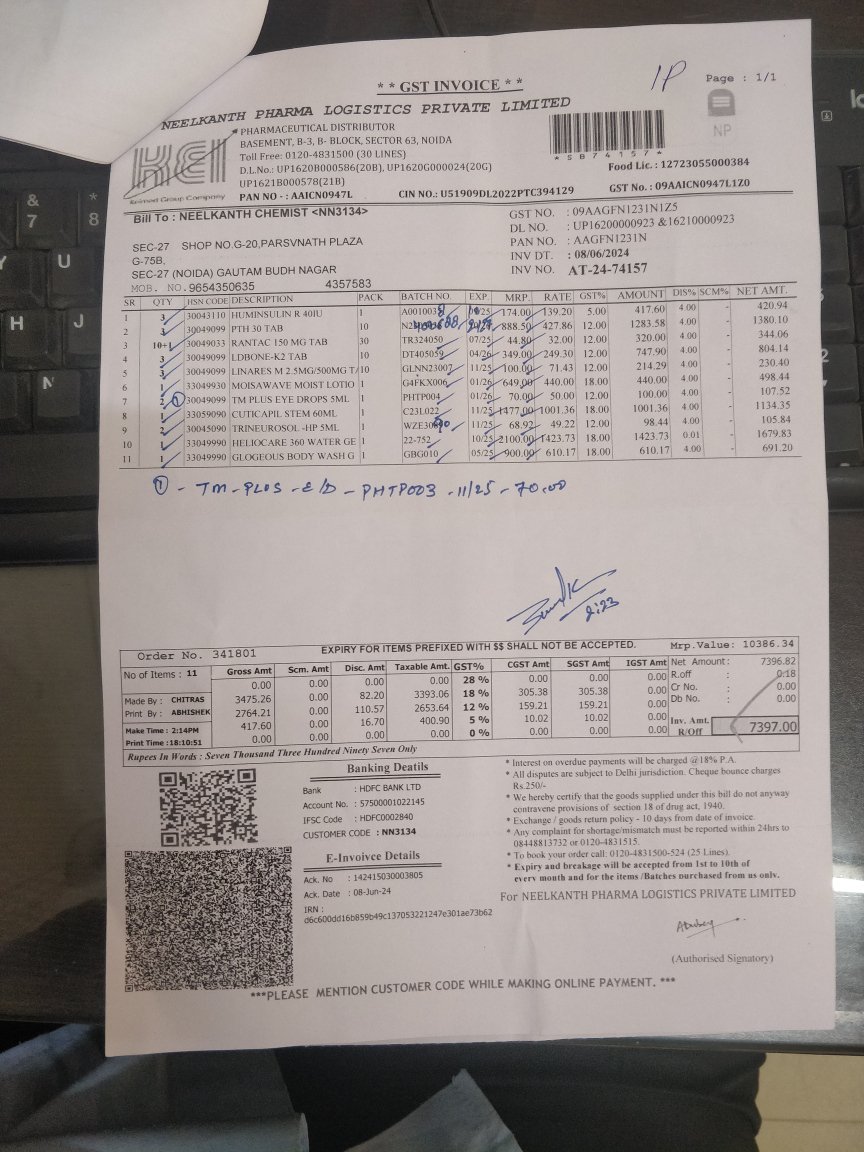 ** GST INVOICE **
1P
Page : 1/1
NEELKANTH PHARMA LOGISTICS PRIVATE LIMITED
NP
KEI
Keimed Group Company
PHARMACEUTICAL DISTRIBUTOR
BASEMENT, B-3, B- BLOCK, SECTOR 63, NOIDA
Toll Free: 0120-4831500 (30 LINES)
D.L.No: UP1620B000586(20B), UP1620G000024(20G)
UP1621B000578(21B)
PAN NO - : AAICN0947L
CIN NO.: U51909DL2022PTC394129
*SB74157*
Food Lic. : 12723055000384
GST No. : 09AAICN0947L1Z0
Bill To : NEELKANTH CHEMIST <NN3134>
SEC-27 SHOP NO.G-20,PARSVNATH PLAZA
G-75B,
SEC-27 (NOIDA) GAUTAM BUDH NAGAR
MOB. NO. 9654350635 4357583
GST NO. : 09AAGFN1231N1Z5
DL NO. : UP16200000923 &16210000923
PAN NO. : AAGFN1231N
INV DT. : 08/06/2024
INV NO. AT-24-74157
SR QTY HSN CODE DESCRIPTION PACK BATCH NO. EXP. MRP. RATE GST% AMOUNT DIS% SCM% NET AMT.
1 3 30043110 HUMINSULIN R 40IU 1 174.00 139.20 5.00 417.60 4.00 - 420.94
2 30049099 PTH 30 TAB 10 888.50 427.86 12.00 1283.58 4.00 - 1380.10
3 10+1 30049033 RANTAC 150 MG TAB 30 TR324050 07/25 44.80 32.00 12.00 320.00 4.00 - 344.06
4 3 30049099 LDBONE-K2 TAB 10 DT405059 04/26 349.00 249.30 12.00 747.90 4.00 - 804.14
5 3 30049099 LINARES M 2.5MG/500MG TA 10 GLNN23007 11/25 100.00 71.43 12.00 214.29 4.00 - 230.40
6 1 33049930 MOISAWAVE MOIST LOTIO 1 G4FKX006 01/26 649.00 440.00 18.00 440.00 4.00 - 498.44
7 2 1 30049099 TM PLUS EYE DROPS 5ML 1 PHTP004 01/26 70.00 50.00 12.00 100.00 4.00 - 107.52
8 1 33059090 CUTICAPIL STEM 60ML 1 C23L022 11/25 1477.00 1001.36 18.00 1001.36 4.00 - 1134.35
9 2 30045090 TRINEUROSOL -HP 5ML 1 11/25 68.92 49.22 12.00 98.44 4.00 - 105.84
10 1 33049990 HELIOCARE 360 WATER GE 1 22-752 10/25 2100.00 1423.73 18.00 1423.73 0.01 - 1679.83
11 1 33049990 GLOGEOUS BODY WASH G 1 GBG010 05/25 900.00 610.17 18.00 610.17 4.00 - 691.20
1 - TM-PLUS - E/D - PHTP003 - 11/25 - 70.00
Order No. 341801
EXPIRY FOR ITEMS PREFIXED WITH $$ SHALL NOT BE ACCEPTED.
Mrp.Value: 10386.34
No of Items : 11
Made By : CHITRAS
Print By : ABHISHEK
Make Time : 2:14PM
Print Time :18:10:51
Gross Amt Scm. Amt Disc. Amt Taxable Amt. GST% CGST Amt SGST Amt IGST Amt
0.00 0.00 0.00 0.00 28 % 0.00 0.00 0.00
3475.26 0.00 82.20 3393.06 18 % 305.38 305.38 0.00
2764.21 0.00 110.57 2653.64 12 % 159.21 159.21 0.00
417.60 0.00 16.70 400.90 5 % 10.02 10.02 0.00
0.00 0.00 0.00 0.00 0 % 0.00 0.00 0.00
Net Amount : 7396.82
R.off : 0.18
Cr No. : 0.00
Db No. : 0.00
Inv. Amt. R/Off 7397.00
Rupees In Words : Seven Thousand Three Hundred Ninety Seven Only
Banking Deatils
Bank : HDFC BANK LTD
Account No. : 57500001022145
IFSC Code : HDFC0002840
CUSTOMER CODE : NN3134
E-Invoivce Details
Ack. No : 142415030003805
Ack. Date : 08-Jun-24
IRN :
d6c600dd16b859b49c137053221247e301ae73b62
* Interest on overdue payments will be charged @18% P.A.
* All disputes are subject to Delhi jurisdiction. Cheque bounce charges
Rs.250/-
* We hereby certify that the goods supplied under this bill do not anyway
contravene provisions of section 18 of drug act, 1940.
* Exchange / goods return policy - 10 days from date of invoice.
* Any complaint for shortage/mismatch must be reported within 24hrs to
08448813732 or 0120-4831515.
* To book your order call: 0120-4831500-524 (25 Lines).
* Expiry and breakage will be accepted from 1st to 10th of
every month and for the items /Batches purchased from us only.
For NEELKANTH PHARMA LOGISTICS PRIVATE LIMITED
(Authorised Signatory)
***PLEASE MENTION CUSTOMER CODE WHILE MAKING ONLINE PAYMENT. ***
&
7
*
8
Y
U
H
J
N